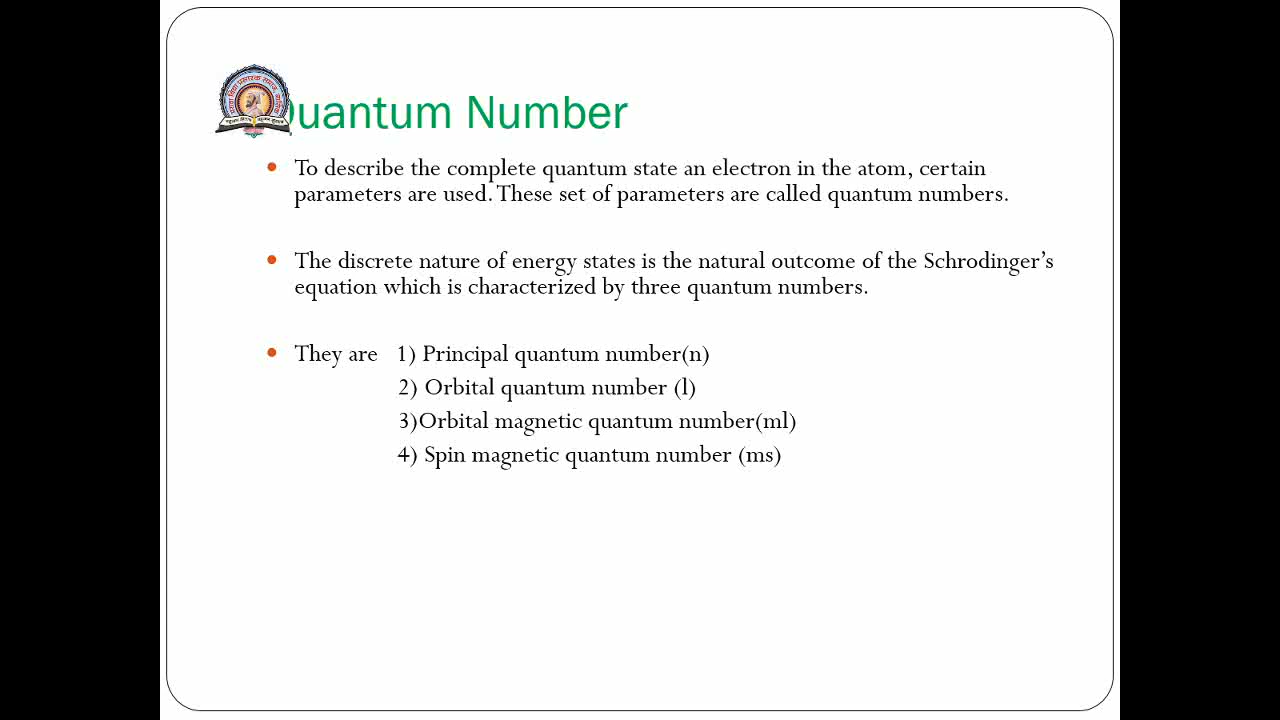 Quantum Number
To describe the complete quantum state an electron in the atom, certain
parameters are used. These set of parameters are called quantum numbers.
The discrete nature of energy states is the natural outcome of the Schrodinger’s
equation which is characterized by three quantum numbers.
They are 1) Principal quantum number(n)
2) Orbital quantum number (l)
3)Orbital magnetic quantum number(ml)
4) Spin magnetic quantum number (ms)